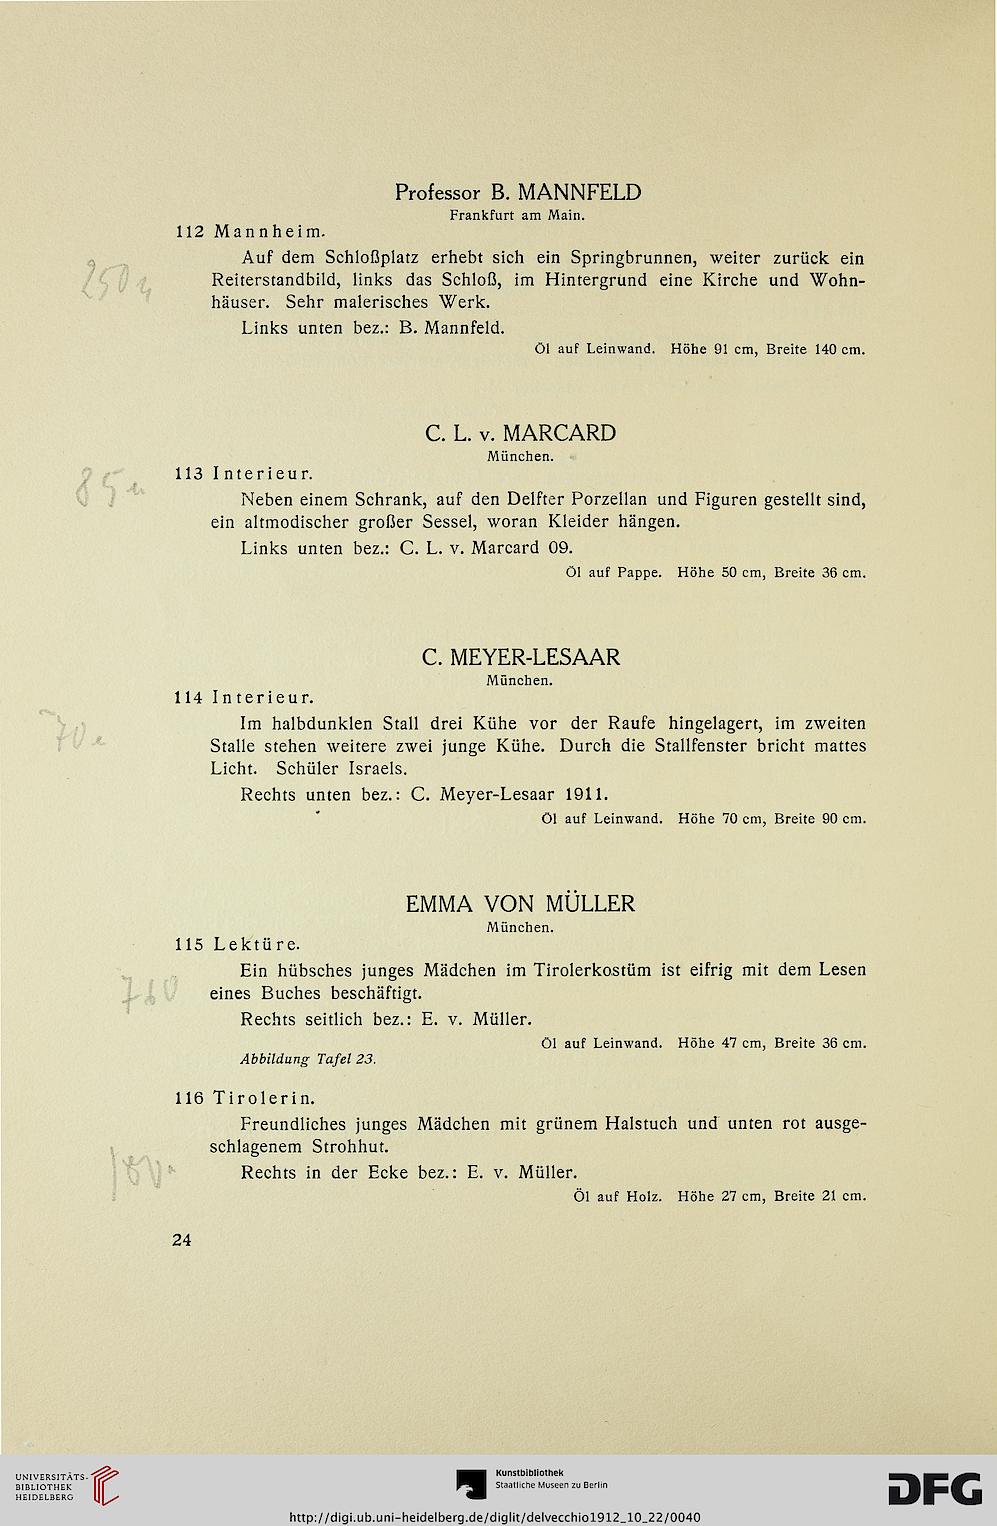 Professor B. MANNFELD
Frankfurt am Main.
112 Mannheim.
Auf dem Schloßplatz erhebt sich ein Springbrunnen, weiter zurück ein
250
Reiterstandbild, links das Schloß, im Hintergrund eine Kirche und Wohn-
häuser. Sehr malerisches Werk.
Links unten bez.: B. Mannfeld.
Öl auf Leinwand. Höhe 91 cm, Breite 140 cm.
C. L. v. MARCARD
München.
113 Interieur.
85
Neben einem Schrank, auf den Delfter Porzellan und Figuren gestellt sind,
ein altmodischer großer Sessel, woran Kleider hängen.
Links unten bez.: C. L. v. Marcard 09.
Öl auf Pappe. Höhe 50 cm, Breite 36 cm.
C. MEYER-LESAAR
München.
114 Interieur.
Im halbdunklen Stall drei Kühe vor der Raufe hingelagert, im zweiten
70
Stalle stehen weitere zwei junge Kühe. Durch die Stallfenster bricht mattes
Licht. Schüler Israels.
Rechts unten bez.: C. Meyer-Lesaar 1911.
Öl auf Leinwand. Höhe 70 cm, Breite 90 cm.
EMMA VON MÜLLER
München.
115 Lektüre.
Ein hübsches junges Mädchen im Tirolerkostüm ist eifrig mit dem Lesen
760
eines Buches beschäftigt.
Rechts seitlich bez.: E. v. Müller.
Öl auf Leinwand. Höhe 47 cm, Breite 36 cm.
Abbildung Tafel 23.
116 Tirolerin.
Freundliches junges Mädchen mit grünem Halstuch und unten rot ausge-
schlagenem Strohhut.
Rechts in der Ecke bez.: E. v. Müller.
Öl auf Holz. Höhe 27 cm, Breite 21 cm.
24
UNIVERSITÄTS-
BIBLIOTHEK
HEIDELBERG
Kunstbibliothek
Staatliche Museen zu Berlin
DFG
http://digi.ub.uni-heidelberg.de/diglit/delvecchio1912_10_22/0040